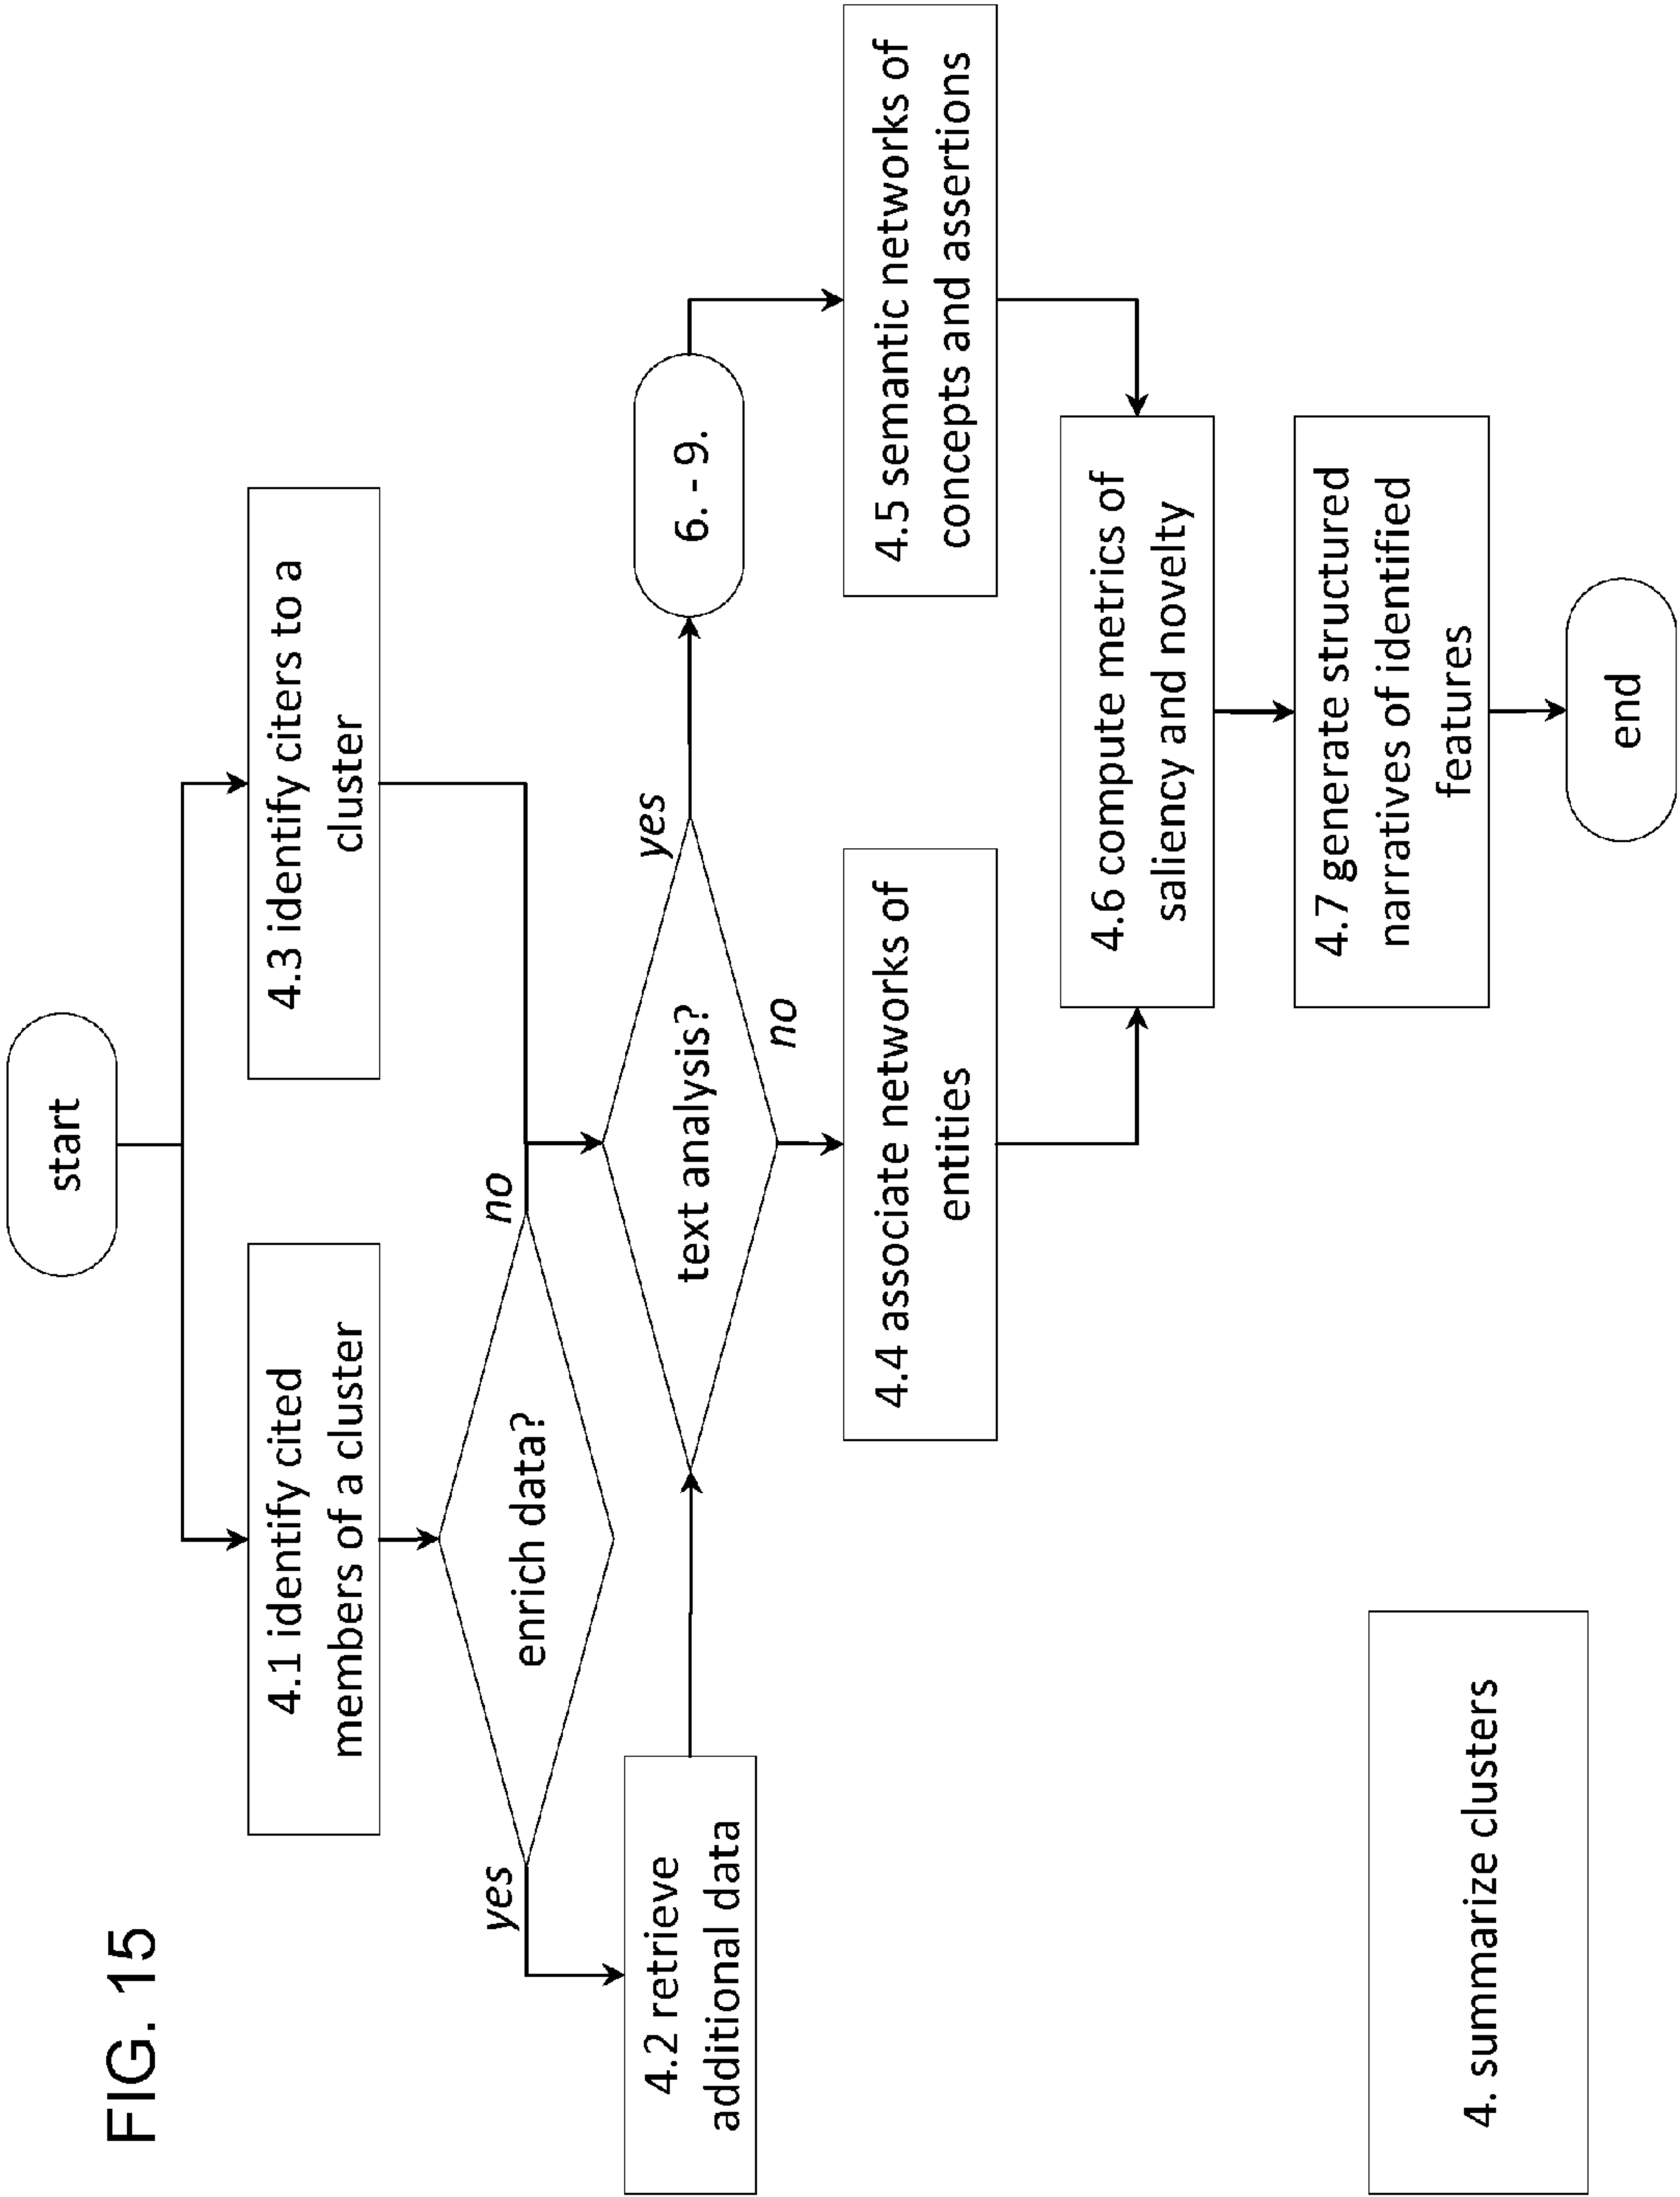 FIG. 15
start
4.1 identify cited
members of a cluster
4.3 identify citers to a
cluster
enrich data?
yes
no
4.2 retrieve
additional data
text analysis?
yes
no
6. - 9.
4.4 associate networks of
entities
4.5 semantic networks of
concepts and assertions
4.6 compute metrics of
saliency and novelty
4.7 generate structured
narratives of identified
features
4. summarize clusters
end